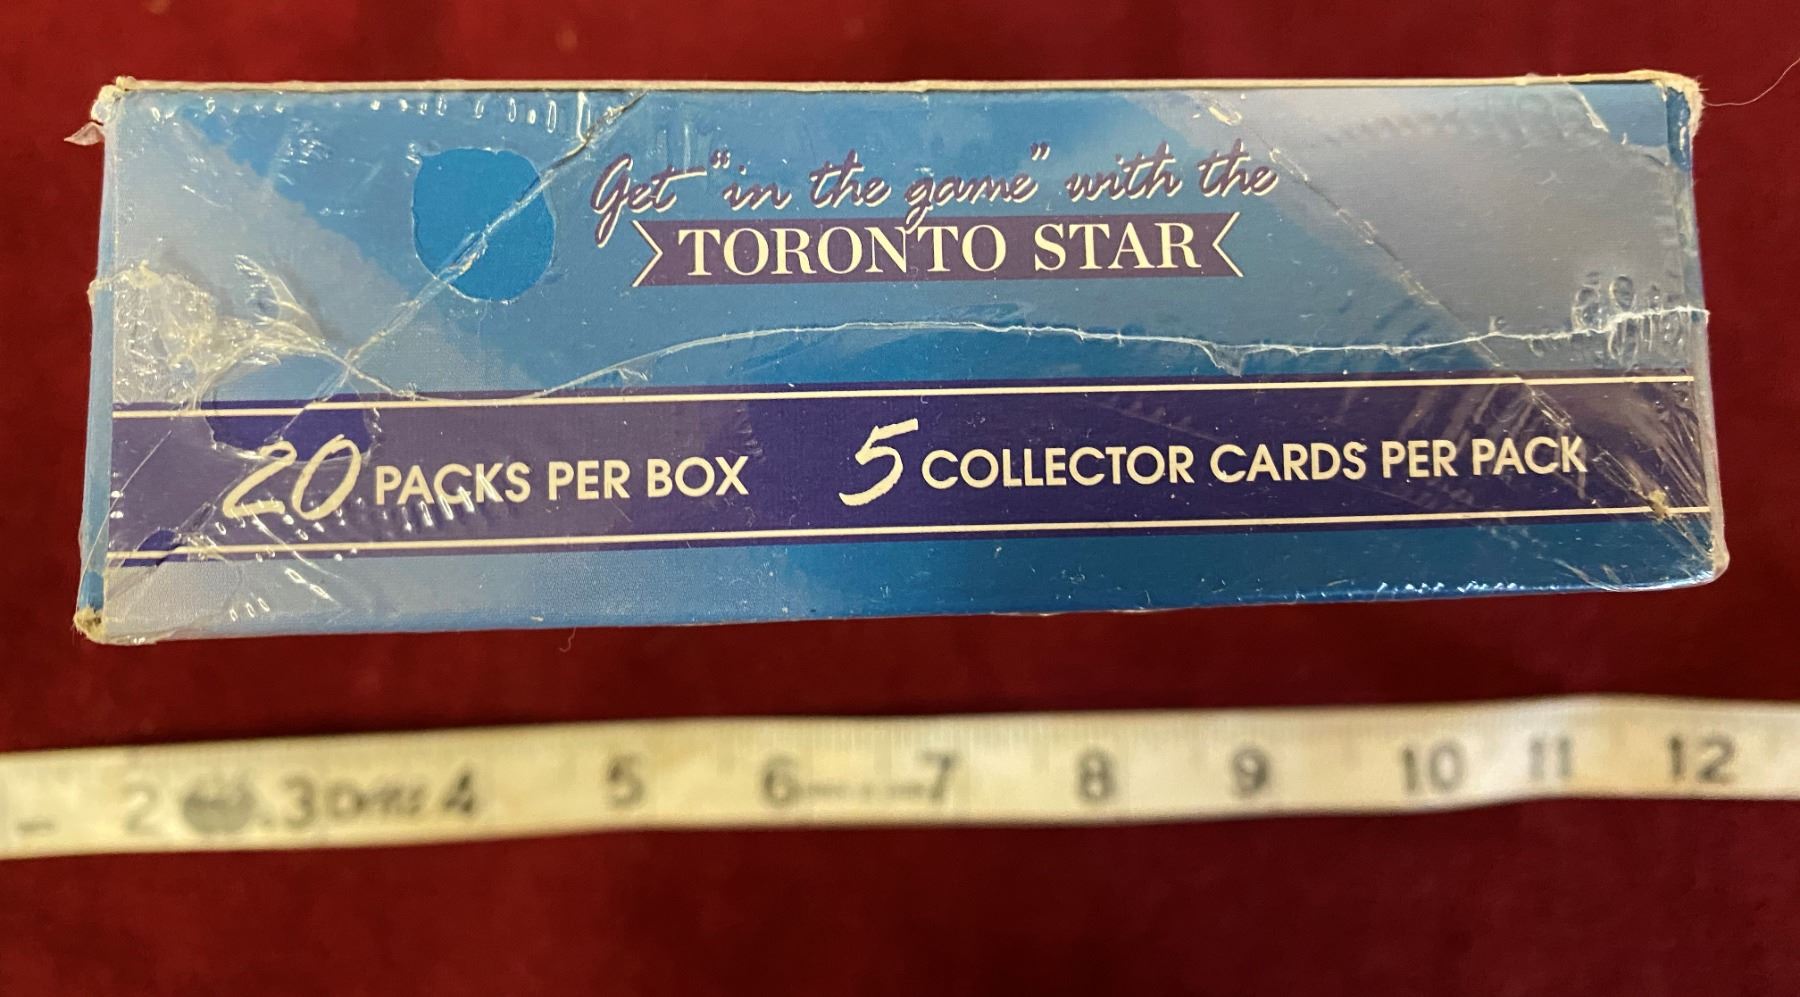 Get "in the game" with the
TORONTO STAR
20 PACKS PER BOX 5 COLLECTOR CARDS PER PACK
2 3 4 5 6 7 8 9 10 11 12